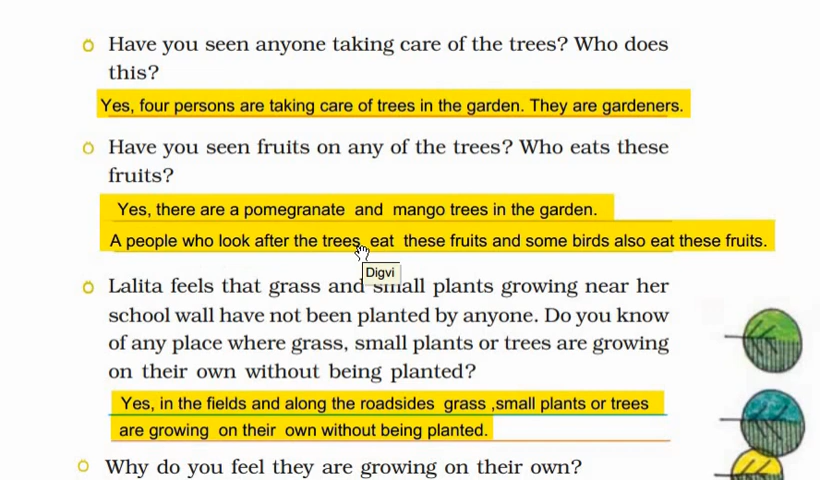 Have you seen anyone taking care of the trees? Who does
this?
Yes, four persons are taking care of trees in the garden. They are gardeners.
Have you seen fruits on any of the trees? Who eats these
fruits?
Yes, there are a pomegranate and mango trees in the garden.
A people who look after the trees, eat these fruits and some birds also eat these fruits.
Digvi
Lalita feels that grass and small plants growing near her
school wall have not been planted by anyone. Do you know
of any place where grass, small plants or trees are growing
on their own without being planted?
Yes, in the fields and along the roadsides grass ,small plants or trees
are growing on their own without being planted.
Why do you feel they are growing on their own?